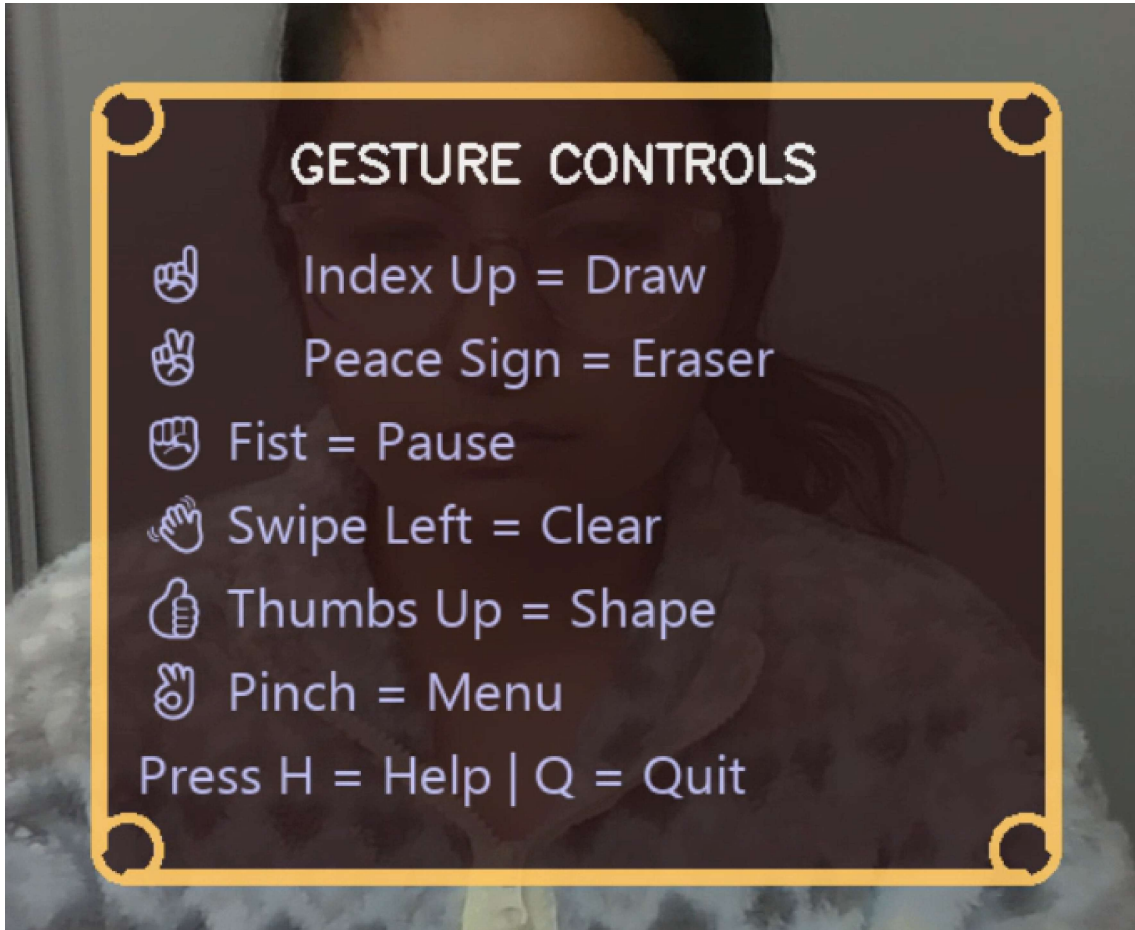 GESTURE CONTROLS
☝ Index Up = Draw
✌ Peace Sign = Eraser
✊ Fist = Pause
👋 Swipe Left = Clear
👍 Thumbs Up = Shape
👌 Pinch = Menu
Press H = Help | Q = Quit